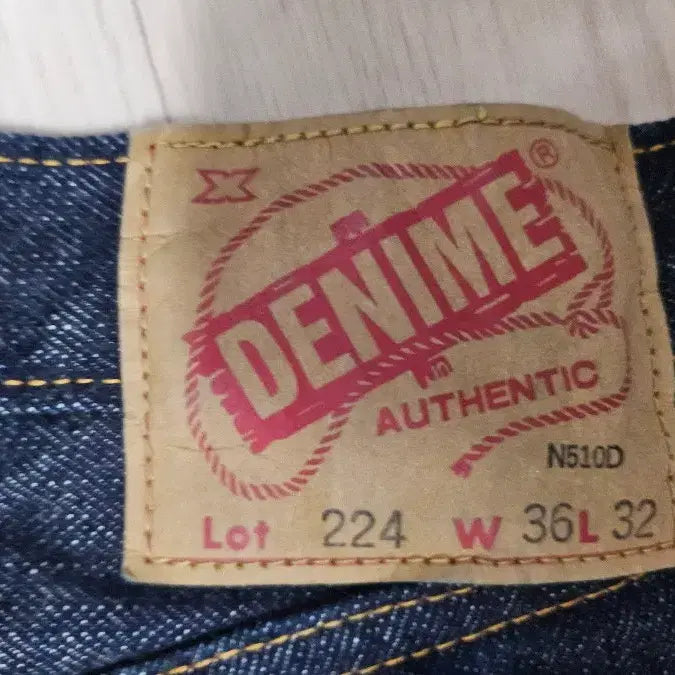 X
DENIME®
AUTHENTIC
N510D
Lot 224 W 36 L 32